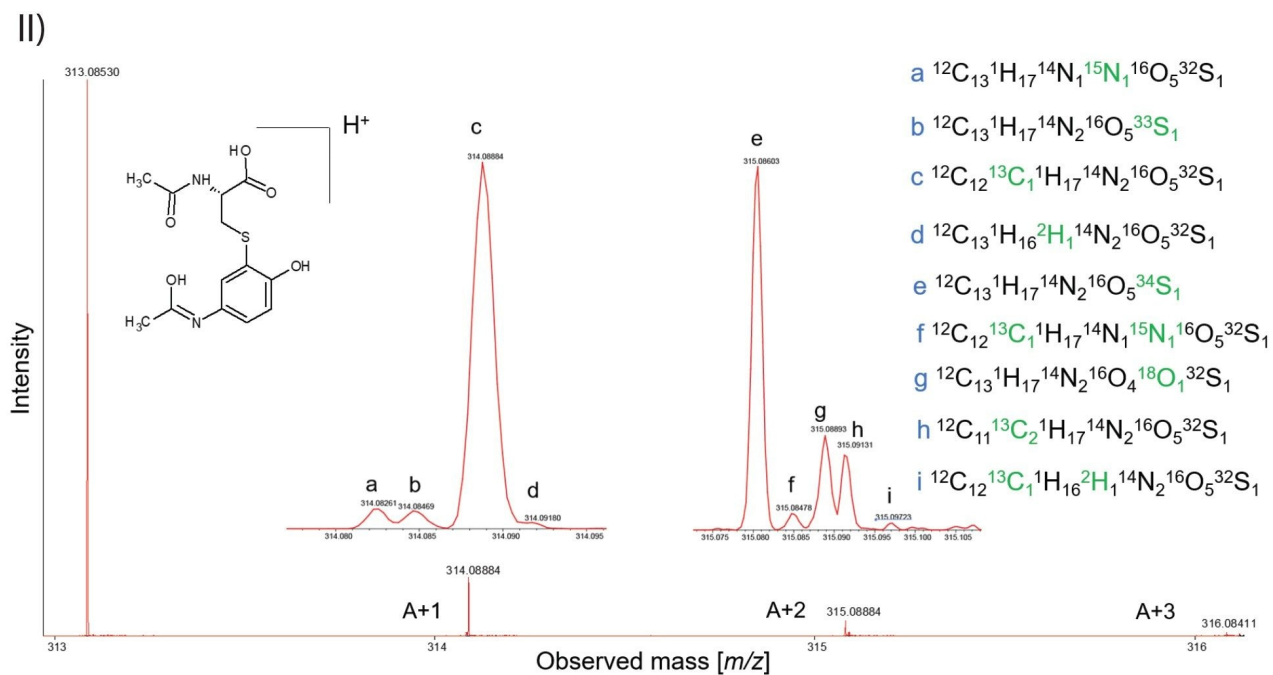 II)
313.08530
H⁺
HO
H₃C
NH
O
O
S
OH
OH
H₃C
N
c
314.08884
a
314.08261
b
314.08469
d
314.09180
314.080 314.085 314.090 314.095
e
315.08603
f
315.08478
g
315.08893
h
315.09131
i
315.09723
315.075 315.080 315.085 315.090 315.095 315.100 315.105
a ¹²C₁₃¹H₁₇¹⁴N₁¹⁵N₁¹⁶O₅³²S₁
b ¹²C₁₃¹H₁₇¹⁴N₂¹⁶O₅³³S₁
c ¹²C₁₂¹³C₁¹H₁₇¹⁴N₂¹⁶O₅³²S₁
d ¹²C₁₃¹H₁₆²H₁¹⁴N₂¹⁶O₅³²S₁
e ¹²C₁₃¹H₁₇¹⁴N₂¹⁶O₅³⁴S₁
f ¹²C₁₂¹³C₁¹H₁₇¹⁴N₁¹⁵N₁¹⁶O₅³²S₁
g ¹²C₁₃¹H₁₇¹⁴N₂¹⁶O₄¹⁸O₁³²S₁
h ¹²C₁₁¹³C₂¹H₁₇¹⁴N₂¹⁶O₅³²S₁
i ¹²C₁₂¹³C₁¹H₁₆²H₁¹⁴N₂¹⁶O₅³²S₁
Intensity
A+1
314.08884
A+2
315.08884
A+3
316.08411
313 314 315 316
Observed mass [m/z]